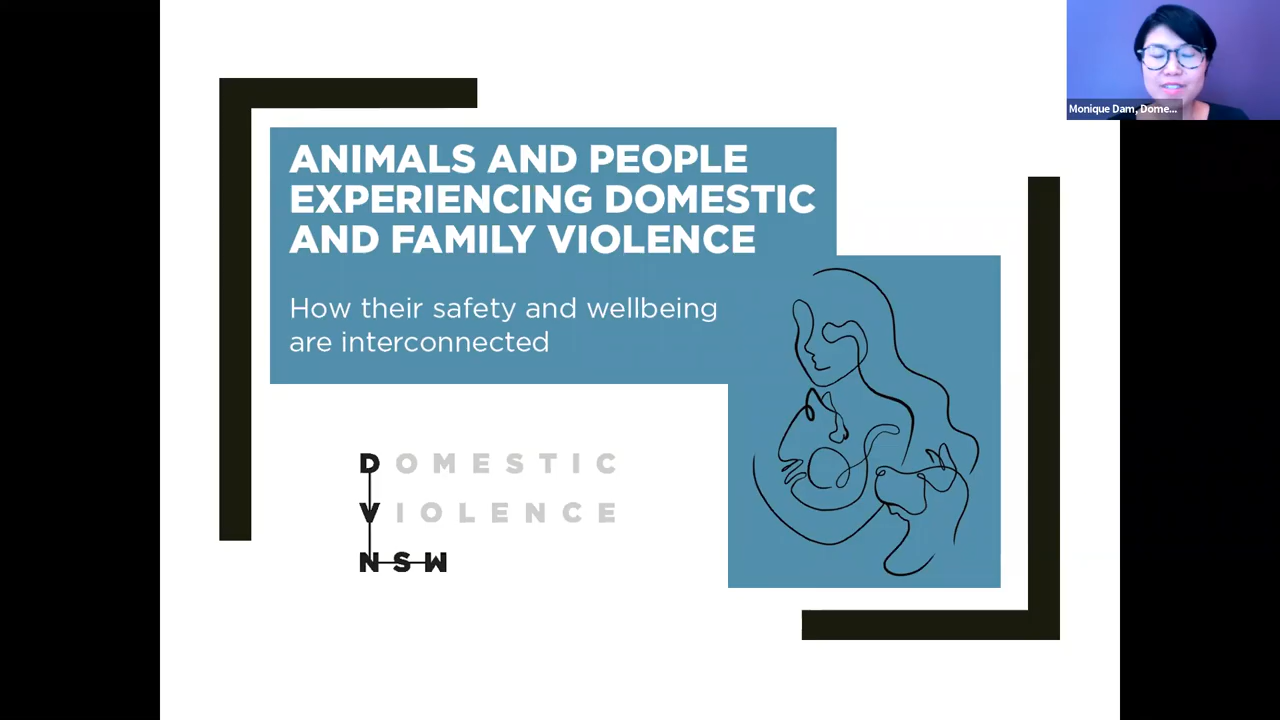 Monique Dam, Dome...
ANIMALS AND PEOPLE
EXPERIENCING DOMESTIC
AND FAMILY VIOLENCE
How their safety and wellbeing
are interconnected
DOMESTIC
VIOLENCE
NSW